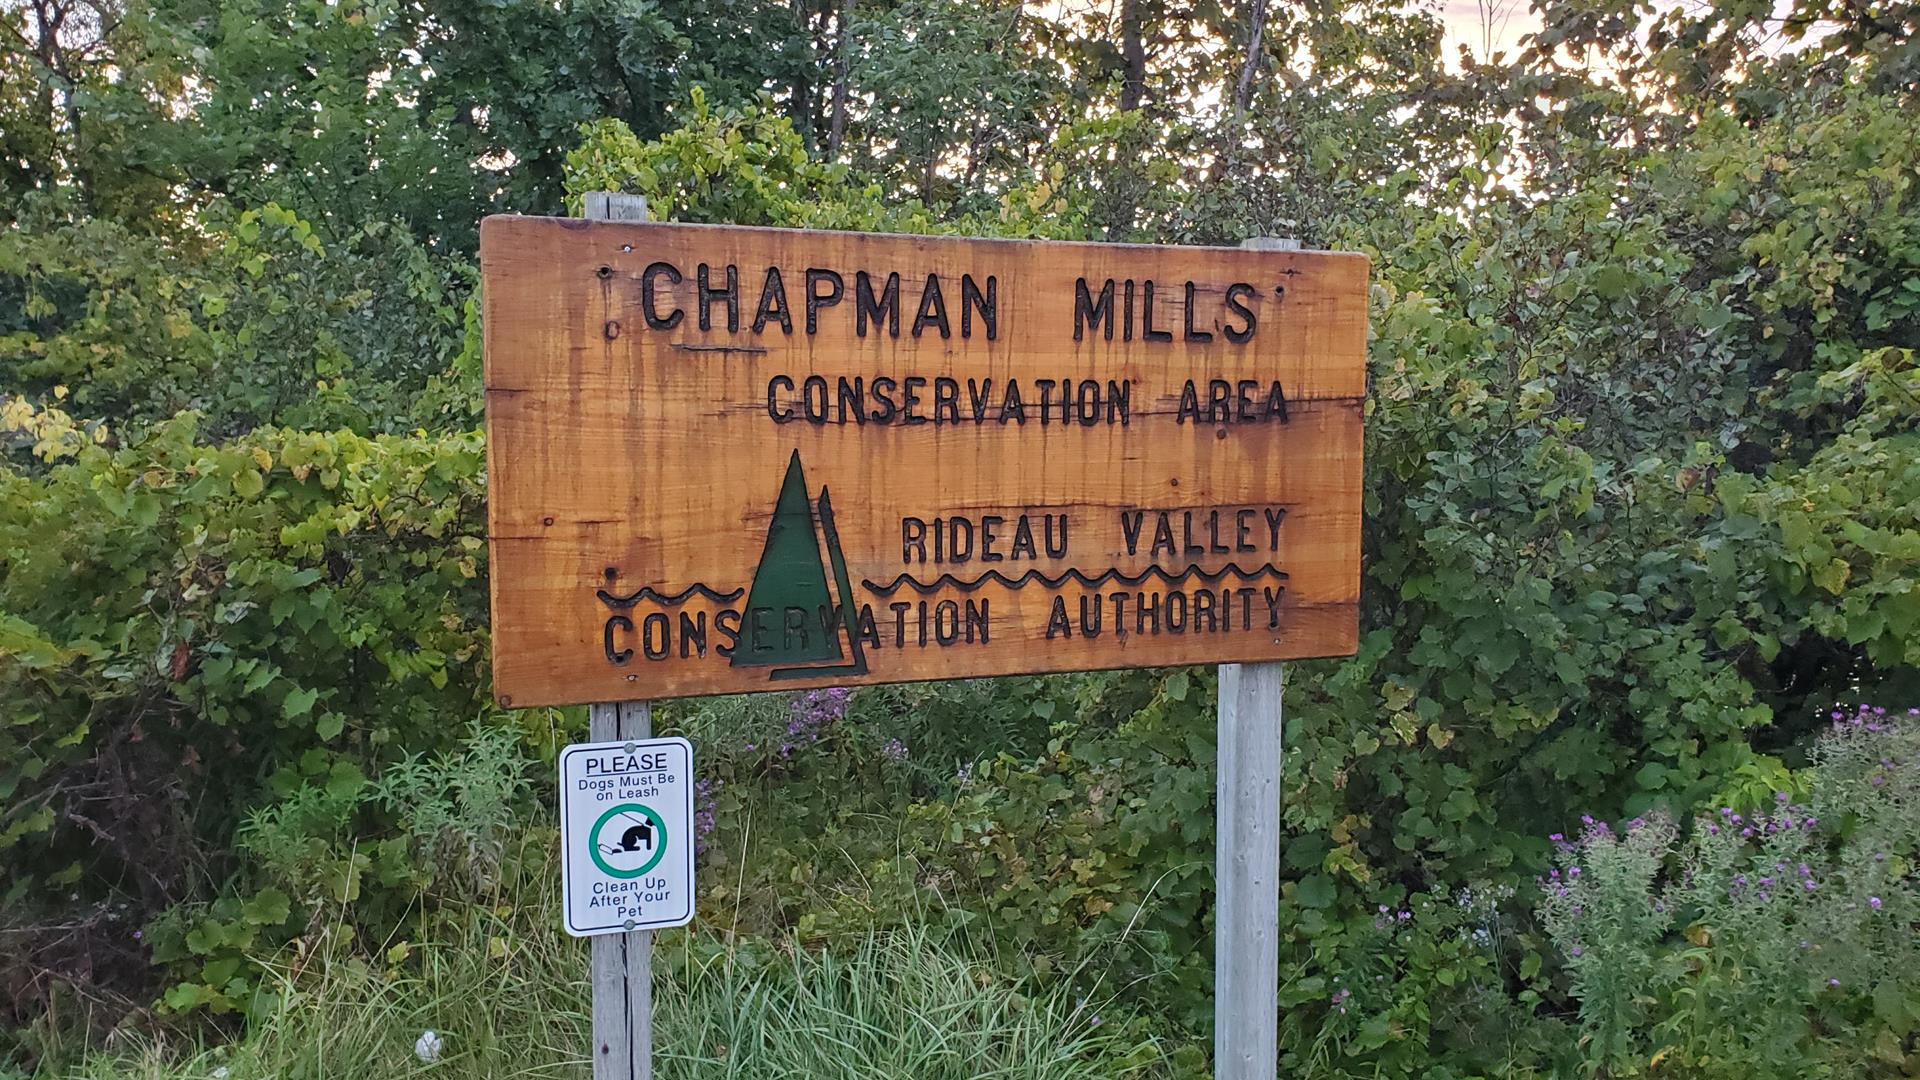 CHAPMAN MILLS
CONSERVATION AREA
RIDEAU VALLEY
CONSERVATION AUTHORITY
PLEASE
Dogs Must Be
on Leash
Clean Up
After Your
Pet